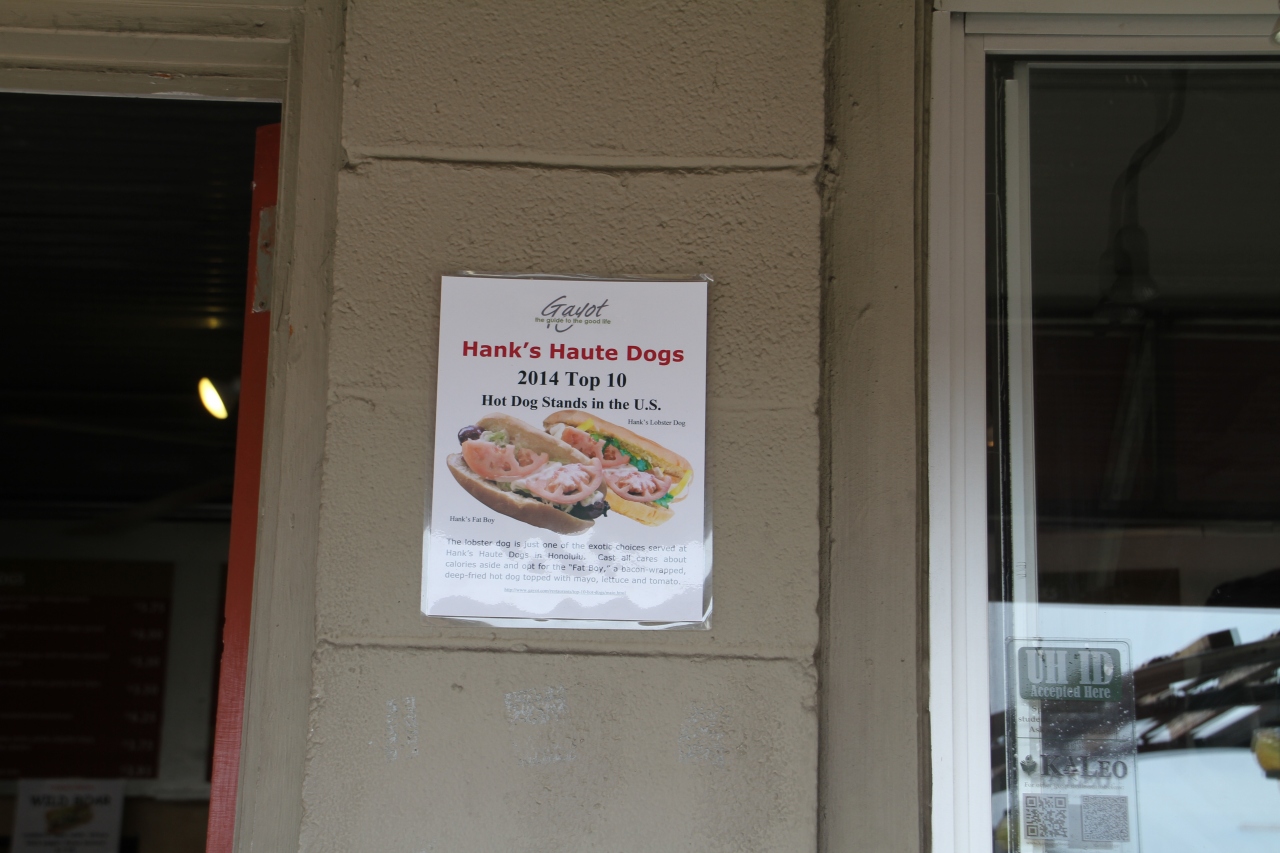 Gayot
the guide to the good life
Hank's Haute Dogs
2014 Top 10
Hot Dog Stands in the U.S.
Hank's Lobster Dog
Hank's Fat Boy
The lobster dog is just one of the exotic choices served at
Hank's Haute Dogs in Honolulu. Cast all cares about
calories aside and opt for the "Fat Boy," a bacon-wrapped,
deep-fried hot dog topped with mayo, lettuce and tomato.
UH ID
Accepted Here
KALEO
WILD BOAR